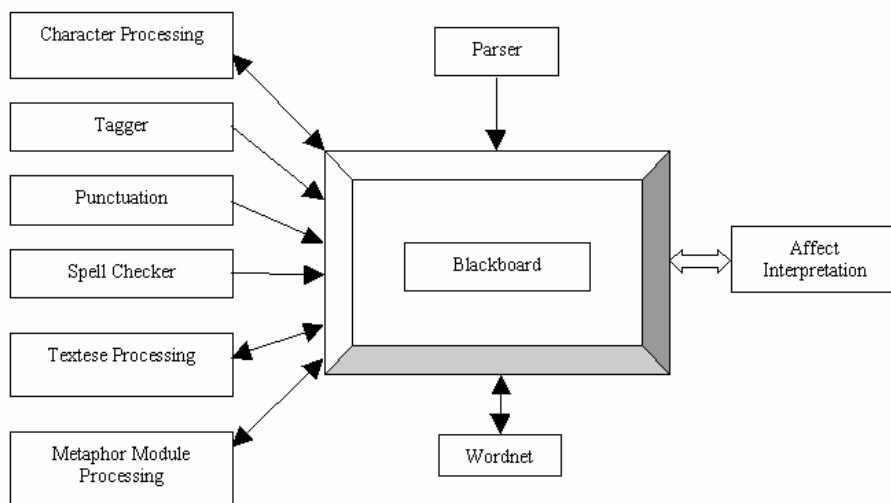 Character Processing
Parser
Tagger
Punctuation
Spell Checker
Blackboard
Affect
Interpretation
Textese Processing
Metaphor Module
Processing
Wordnet